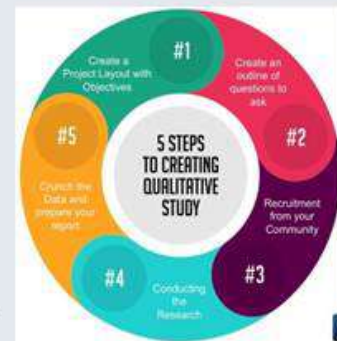 5 STEPS
TO CREATING
QUALITATIVE
STUDY
#1
Create a
Project Layout with
Objectives
#2
Create an
outline of
questions to
ask
#3
Recruitment
from your
Community
#4
Conducting
the
Research
#5
Crunch the
Data and
prepare your
report